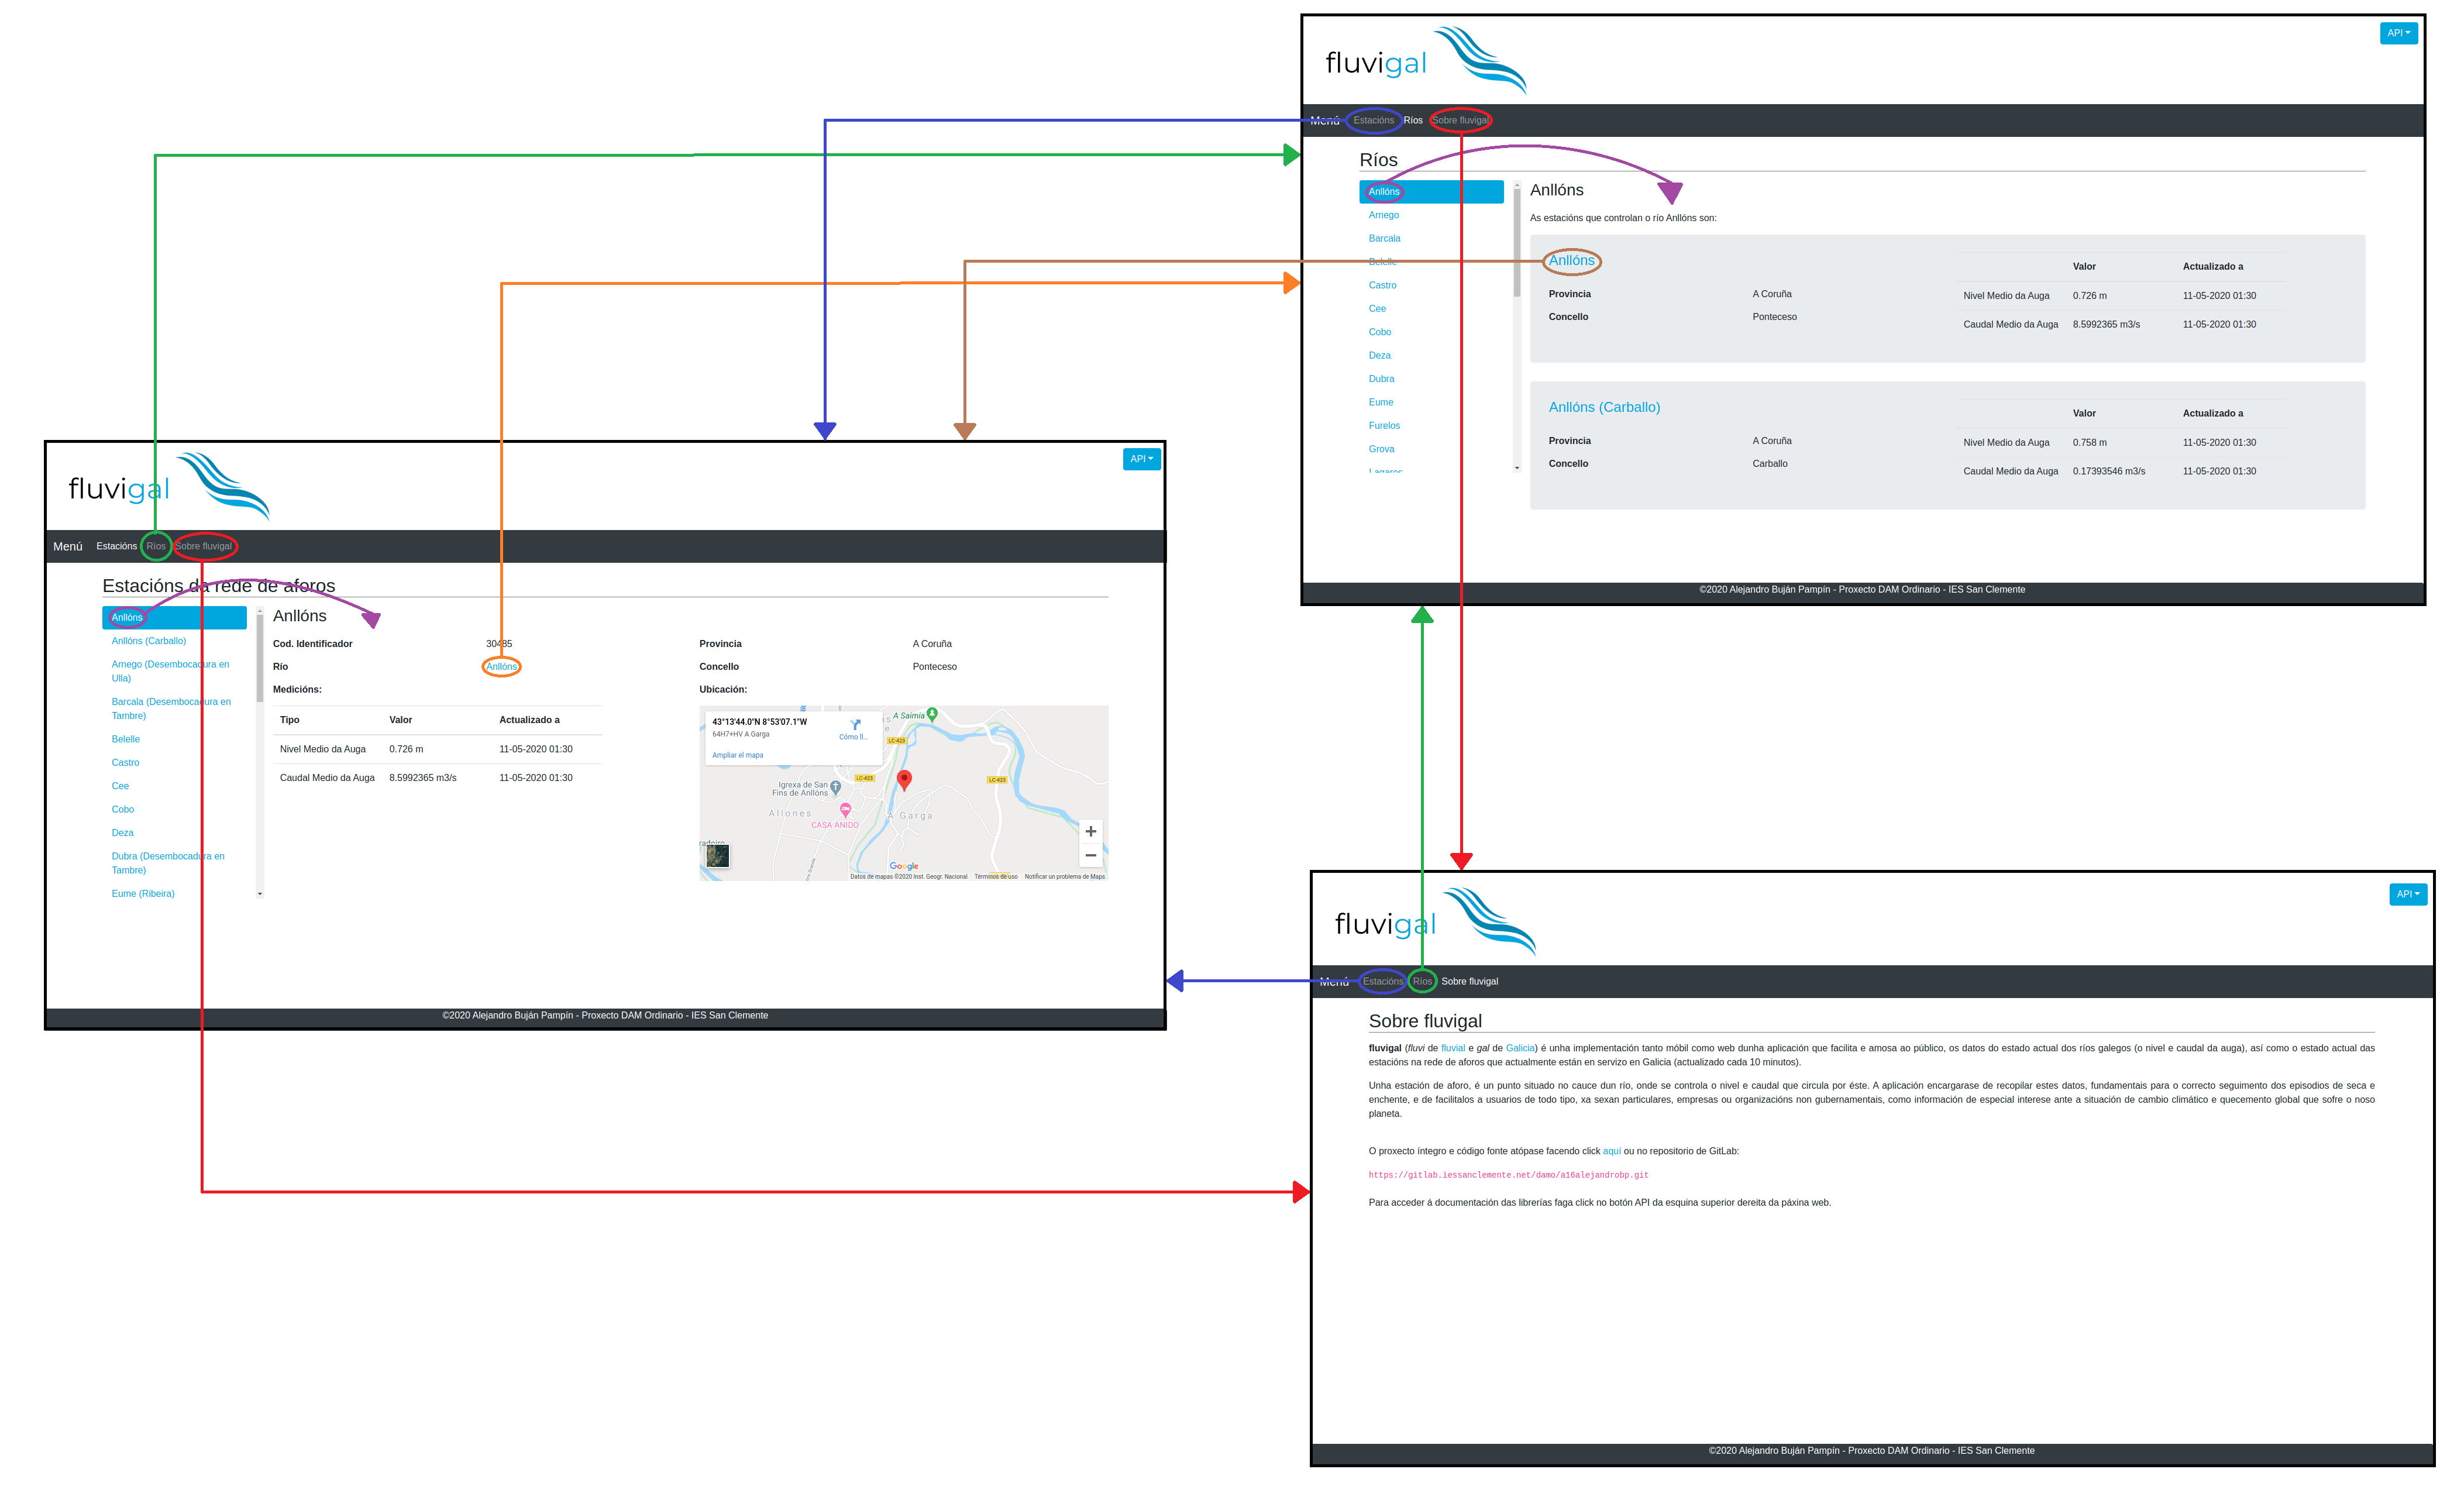 fluvigal
API
Menú Estacións Ríos Sobre fluvigal
Ríos
Anllóns
Arnego
Barcala
Belelle
Castro
Cee
Cobo
Deza
Dubra
Eume
Furelos
Grova
Lagares
Anllóns
As estacións que controlan o río Anllóns son:
Anllóns
Provincia A Coruña
Concello Ponteceso
Valor Actualizado a
Nivel Medio da Auga 0.726 m 11-05-2020 01:30
Caudal Medio da Auga 8.5992365 m3/s 11-05-2020 01:30
Anllóns (Carballo)
Provincia A Coruña
Concello Carballo
Valor Actualizado a
Nivel Medio da Auga 0.758 m 11-05-2020 01:30
Caudal Medio da Auga 0.17393546 m3/s 11-05-2020 01:30
©2020 Alejandro Buján Pampín - Proxecto DAM Ordinario - IES San Clemente
fluvigal
API
Menú Estacións Ríos Sobre fluvigal
Estacións da rede de aforos
Anllóns
Anllóns (Carballo)
Arnego (Desembocadura en
Ulla)
Barcala (Desembocadura en
Tambre)
Belelle
Castro
Cee
Cobo
Deza
Dubra (Desembocadura en
Tambre)
Eume (Ribeira)
Anllóns
Cod. Identificador 30485
Río Anllóns
Medicións:
Tipo Valor Actualizado a
Nivel Medio da Auga 0.726 m 11-05-2020 01:30
Caudal Medio da Auga 8.5992365 m3/s 11-05-2020 01:30
Provincia A Coruña
Concello Ponteceso
Ubicación:
43°13'44.0"N 8°53'07.1"W
64H7+HV A Garga
Ampliar el mapa
Cómo ll...
A Saimia
LC-423
LC-423
LC-423
Igrexa de San
Fins de Anllóns
Allones
CASA ANIDO
A Garga
Google
Datos de mapas ©2020 Inst. Geogr. Nacional Términos de uso Notificar un problema de Maps
©2020 Alejandro Buján Pampín - Proxecto DAM Ordinario - IES San Clemente
fluvigal
API
Menú Estacións Ríos Sobre fluvigal
Sobre fluvigal
fluvigal (fluvi de fluvial e gal de Galicia) é unha implementación tanto móbil como web dunha aplicación que facilita e amosa ao público, os datos do estado actual dos ríos galegos (o nivel e caudal da auga), así como o estado actual das
estacións na rede de aforos que actualmente están en servizo en Galicia (actualizado cada 10 minutos).
Unha estación de aforo, é un punto situado no cauce dun río, onde se controla o nivel e caudal que circula por éste. A aplicación encargarase de recopilar estes datos, fundamentais para o correcto seguimento dos episodios de seca e
enchente, e de facilitalos a usuarios de todo tipo, xa sexan particulares, empresas ou organizacións non gubernamentais, como información de especial interese ante a situación de cambio climático e quecemento global que sofre o noso
planeta.
O proxecto íntegro e código fonte atópase facendo click aquí ou no repositorio de GitLab:
https://gitlab.iessanclemente.net/damo/a16alejandrobp.git
Para acceder á documentación das librerías faga click no botón API da esquina superior dereita da páxina web.
©2020 Alejandro Buján Pampín - Proxecto DAM Ordinario - IES San Clemente